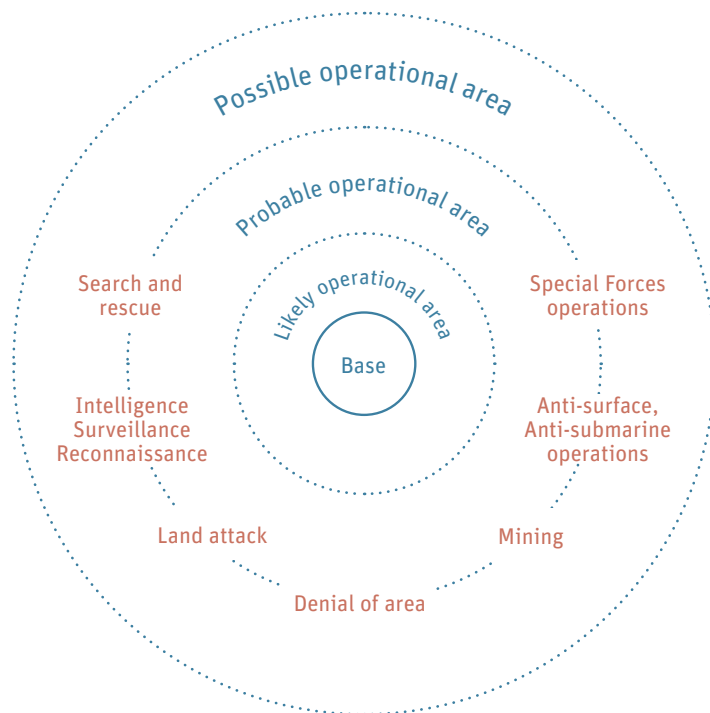 Possible operational area
Probable operational area
Likely operational area
Base
Search and
rescue
Special Forces
operations
Intelligence
Surveillance
Reconnaissance
Anti-surface,
Anti-submarine
operations
Land attack
Mining
Denial of area